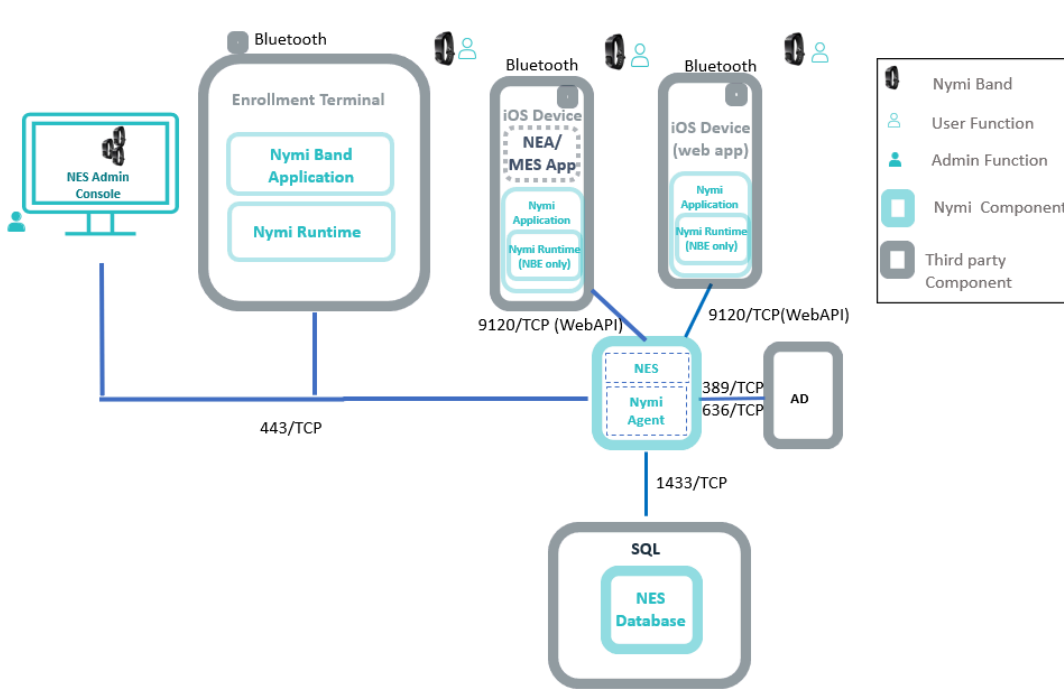 Bluetooth
Enrollment Terminal
Nymi Band
Application
Nymi Runtime
NES Admin
Console
Bluetooth
iOS Device
NEA/
MES App
Nymi
Application
Nymi Runtime
(NBE only)
Bluetooth
iOS Device
(web app)
Nymi
Application
Nymi Runtime
(NBE only)
Nymi Band
User Function
Admin Function
Nymi Component
Third party
Component
9120/TCP (WebAPI)
9120/TCP(WebAPI)
NES
Nymi
Agent
389/TCP
636/TCP
AD
443/TCP
1433/TCP
SQL
NES
Database